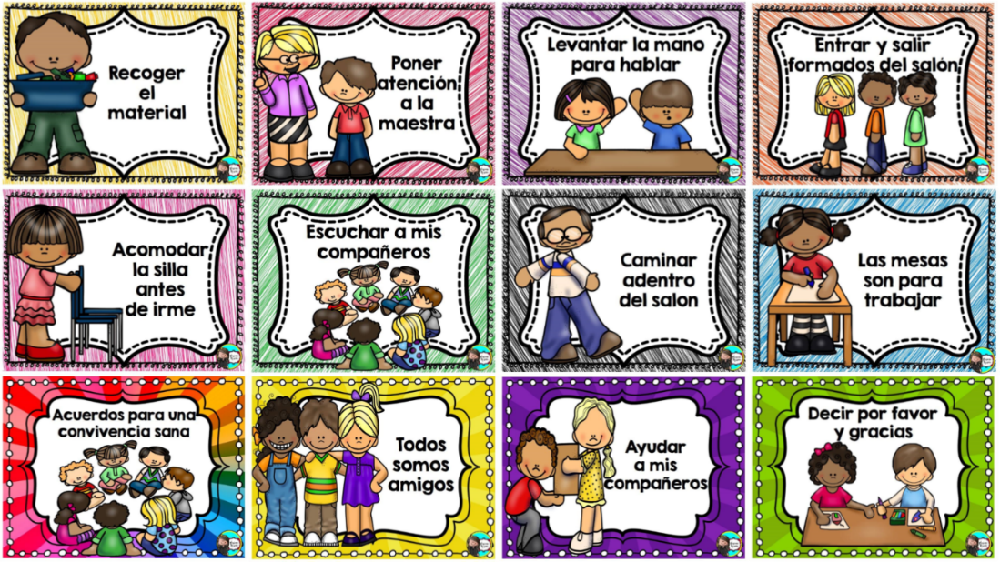 Recoger
el
material
Poner
atención
a la
maestra
Levantar la mano
para hablar
Entrar y salir
formados del salón
Acomodar
la silla
antes
de irme
Escuchar a mis
compañeros
Caminar
adentro
del salon
Las mesas
son para
trabajar
Acuerdos para una
convivencia sana
Todos
somos
amigos
Ayudar
a mis
compañeros
Decir por favor
y gracias